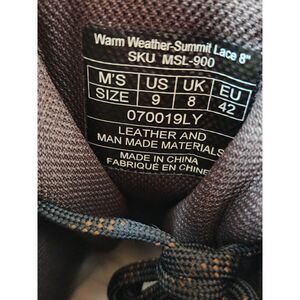 Warm Weather-Summit Lace 8"
SKU MSL-900
M'S US UK EU
SIZE 9 8 42
070019LY
LEATHER AND
MAN MADE MATERIALS
MADE IN CHINA
FABRIQUÉ EN CHINE